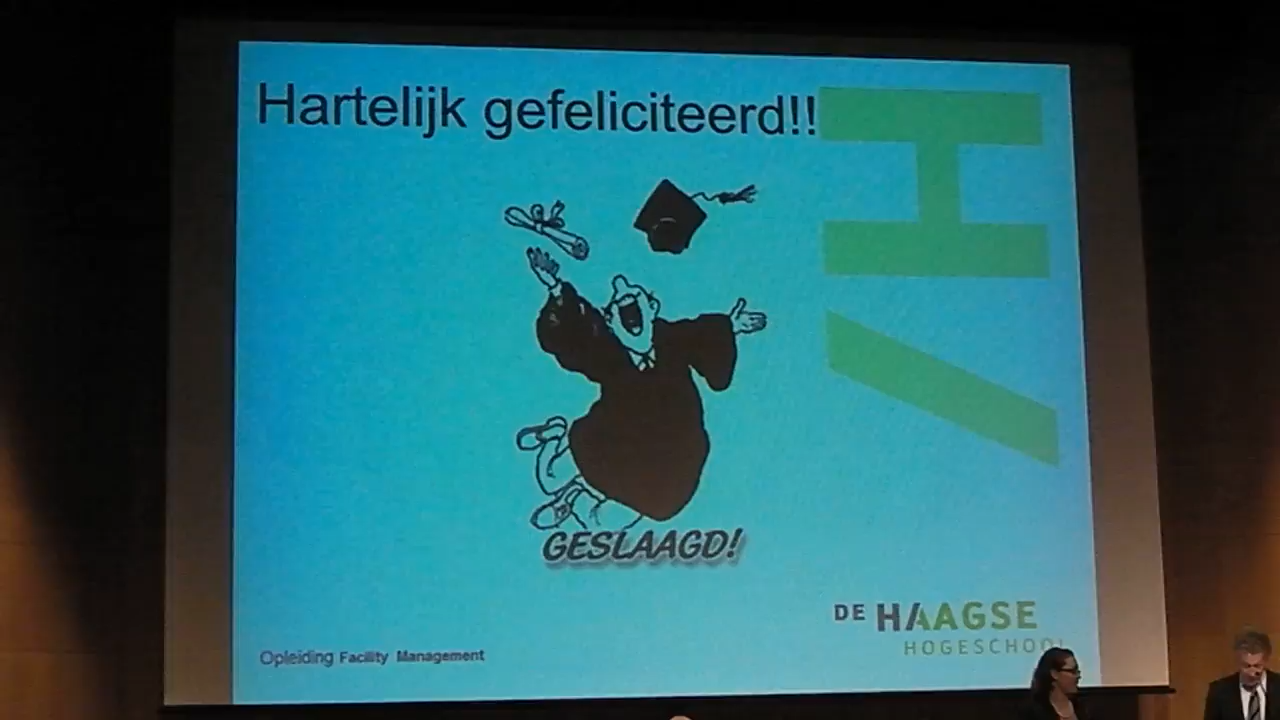 Hartelijk gefeliciteerd!!
H/
GESLAAGD!
DE HAAGSE
HOGESCHOOL
Opleiding Facility Management